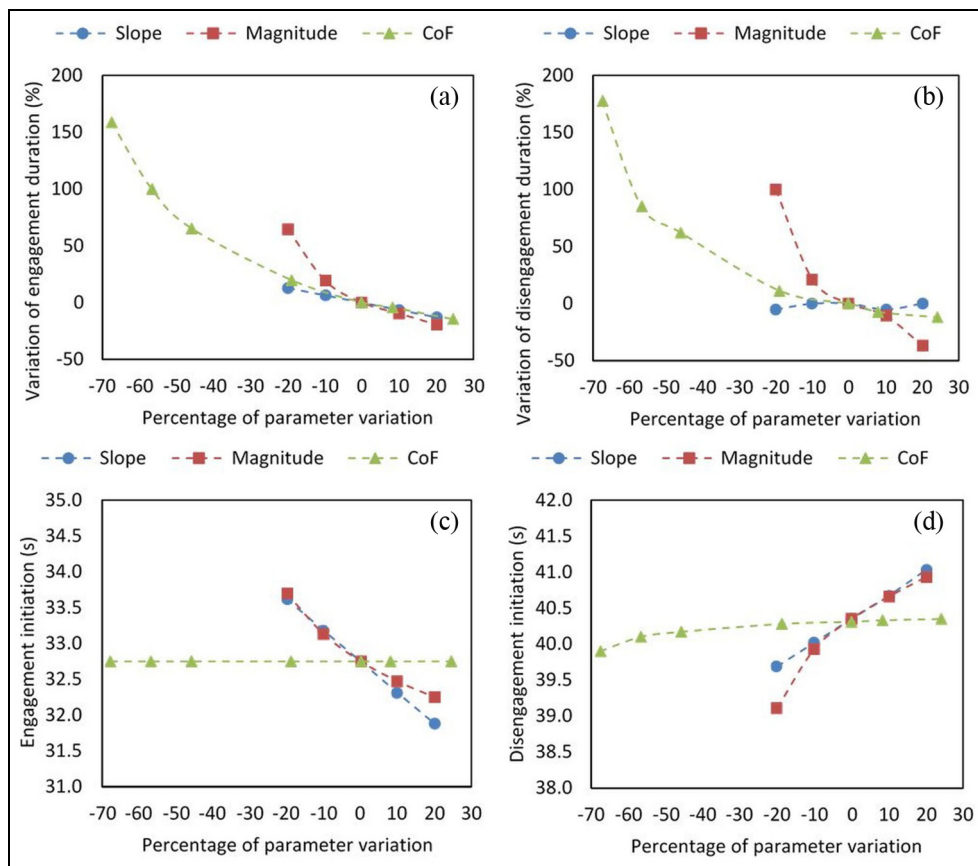 Slope Magnitude CoF
Variation of engagement duration (%)
200
150
100
50
0
-50
(a)
-70 -60 -50 -40 -30 -20 -10 0 10 20 30
Percentage of parameter variation
Slope Magnitude CoF
Variation of disengagement duration (%)
200
150
100
50
0
-50
(b)
-70 -60 -50 -40 -30 -20 -10 0 10 20 30
Percentage of parameter variation
Slope Magnitude CoF
Engagement initiation (s)
35.0
34.5
34.0
33.5
33.0
32.5
32.0
31.5
31.0
(c)
-70 -60 -50 -40 -30 -20 -10 0 10 20 30
Percentage of parameter variation
Slope Magnitude CoF
Disengagement initiation (s)
42.0
41.5
41.0
40.5
40.0
39.5
39.0
38.5
38.0
(d)
-70 -60 -50 -40 -30 -20 -10 0 10 20 30
Percentage of parameter variation